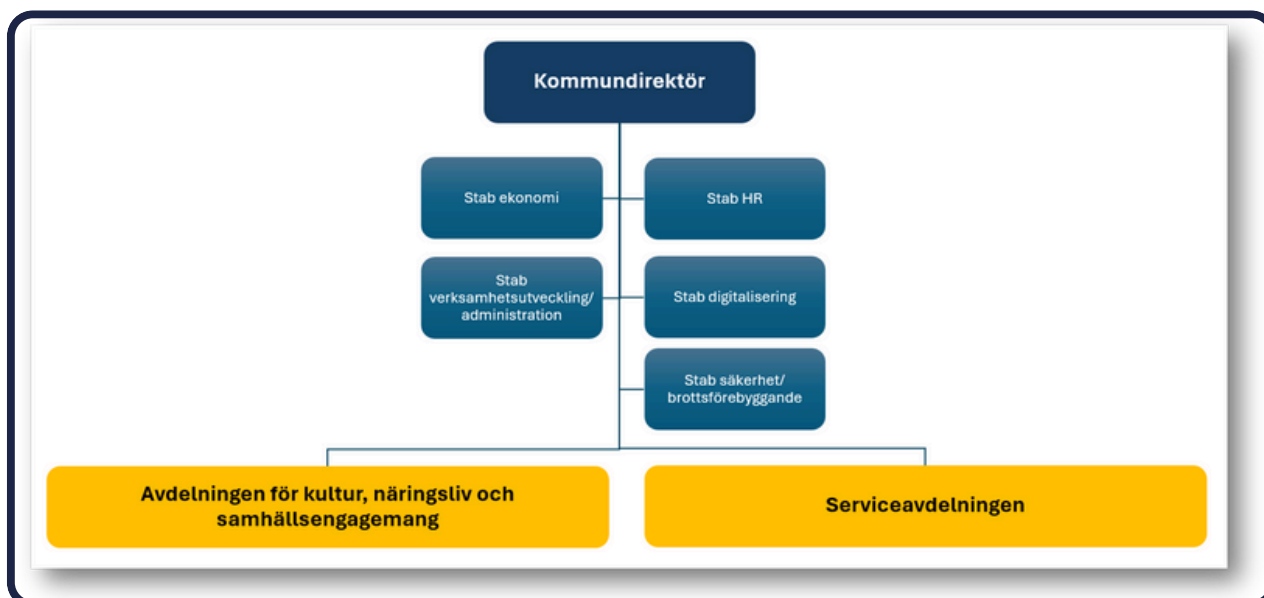 Kommundirektör
Stab ekonomi
Stab HR
Stab
verksamhetsutveckling/
administration
Stab digitalisering
Stab säkerhet/
brottsförebyggande
Avdelningen för kultur, näringsliv och
samhällsengagemang
Serviceavdelningen